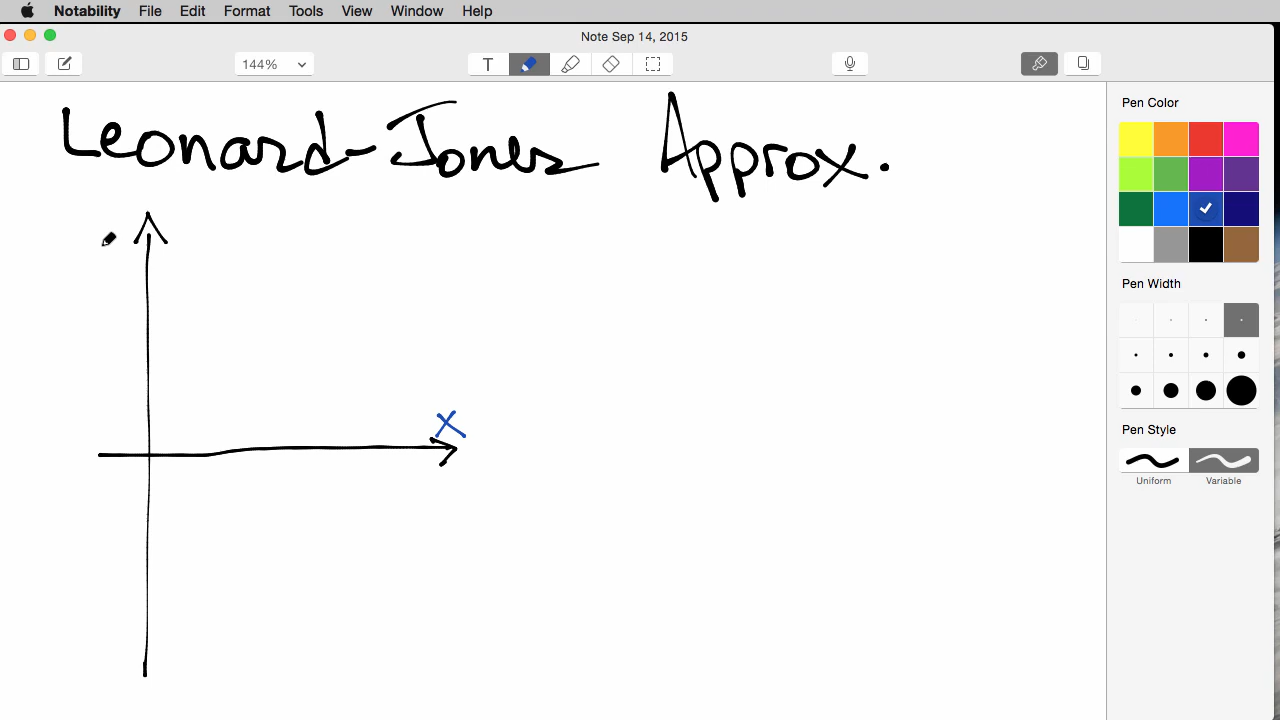 Notability File Edit Format Tools View Window Help
Note Sep 14, 2015
144% T
Leonard-Jones Approx.
x
Pen Color
Pen Width
Pen Style
Uniform Variable